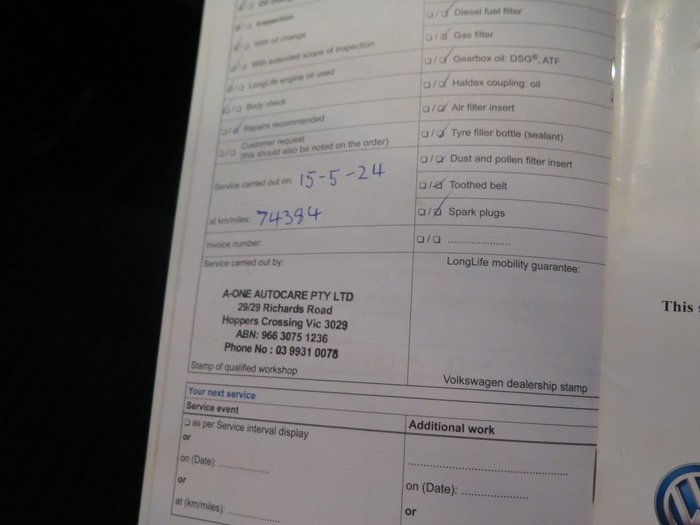 Oil change
Inspection
With oil change
With extended scope of inspection
LongLife engine oil used
Body check
Repairs recommended
Customer request
(this should also be noted on the order)
Service carried out on: 15-5-24
at km/miles: 74384
Invoice number:
Service carried out by:
A-ONE AUTOCARE PTY LTD
29/29 Richards Road
Hoppers Crossing Vic 3029
ABN: 966 3075 1236
Phone No : 03 9931 0078
Stamp of qualified workshop
Diesel fuel filter
Gas filter
Gearbox oil: DSG®, ATF
Haldex coupling: oil
Air filter insert
Tyre filler bottle (sealant)
Dust and pollen filter insert
Toothed belt
Spark plugs
LongLife mobility guarantee:
Volkswagen dealership stamp
Your next service
Service event
as per Service interval display
or
on (Date): ....................
or
at (km/miles): ....................
Additional work
on (Date): ....................
or
This